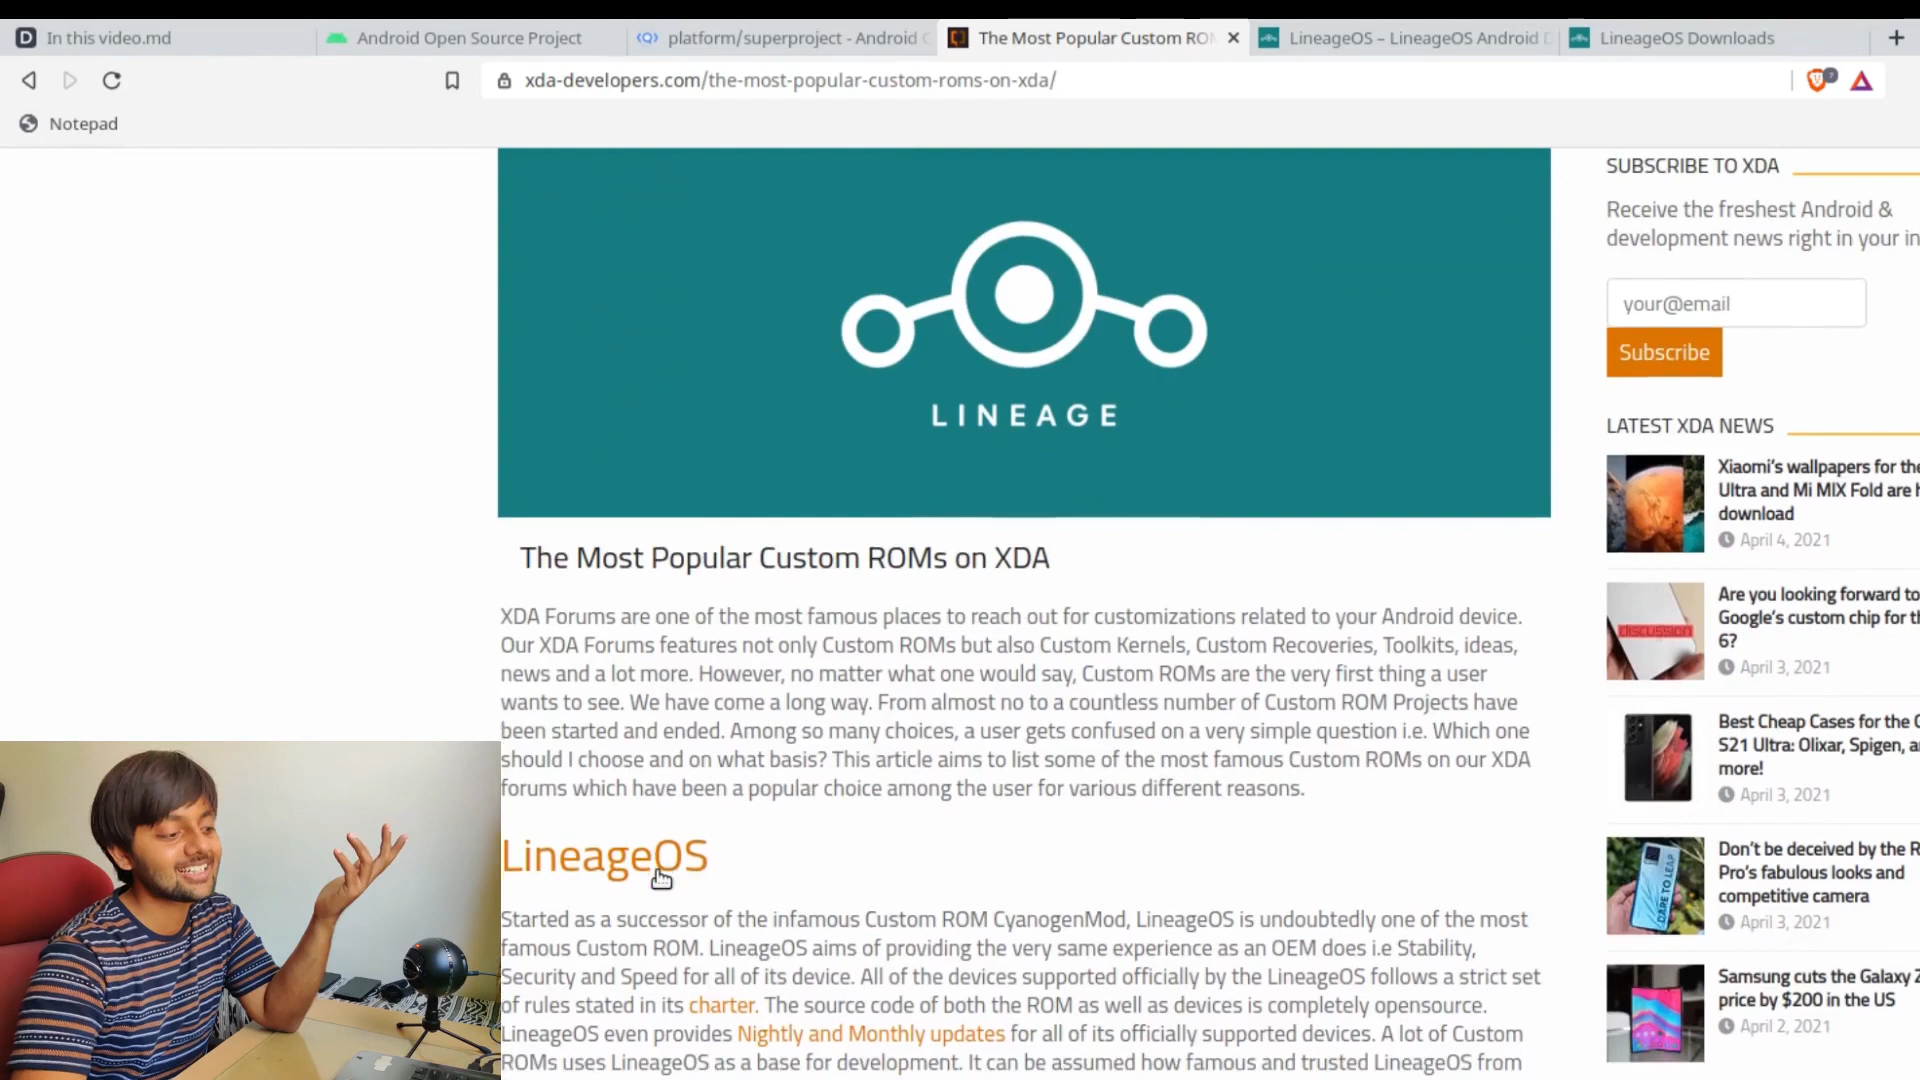 In this video.md
Android Open Source Project
platform/superproject - Android
The Most Popular Custom RO
LineageOS – LineageOS Android
LineageOS Downloads
xda-developers.com/the-most-popular-custom-roms-on-xda/
Notepad
LINEAGE
The Most Popular Custom ROMs on XDA
XDA Forums are one of the most famous places to reach out for customizations related to your Android device.
Our XDA Forums features not only Custom ROMs but also Custom Kernels, Custom Recoveries, Toolkits, ideas,
news and a lot more. However, no matter what one would say, Custom ROMs are the very first thing a user
wants to see. We have come a long way. From almost no to a countless number of Custom ROM Projects have
been started and ended. Among so many choices, a user gets confused on a very simple question i.e. Which one
should I choose and on what basis? This article aims to list some of the most famous Custom ROMs on our XDA
forums which have been a popular choice among the user for various different reasons.
LineageOS
Started as a successor of the infamous Custom ROM CyanogenMod, LineageOS is undoubtedly one of the most
famous Custom ROM. LineageOS aims of providing the very same experience as an OEM does i.e Stability,
Security and Speed for all of its device. All of the devices supported officially by the LineageOS follows a strict set
of rules stated in its charter. The source code of both the ROM as well as devices is completely opensource.
LineageOS even provides Nightly and Monthly updates for all of its officially supported devices. A lot of Custom
ROMs uses LineageOS as a base for development. It can be assumed how famous and trusted LineageOS from
SUBSCRIBE TO XDA
Receive the freshest Android &
development news right in your in
your@email
Subscribe
LATEST XDA NEWS
Xiaomi's wallpapers for the
Ultra and Mi MIX Fold are h
download
April 4, 2021
discussion
Are you looking forward to
Google's custom chip for th
6?
April 3, 2021
Best Cheap Cases for the G
S21 Ultra: Olixar, Spigen, a
more!
April 3, 2021
DARE TO LEAP
Don't be deceived by the R
Pro's fabulous looks and
competitive camera
April 3, 2021
Samsung cuts the Galaxy Z
price by $200 in the US
April 2, 2021